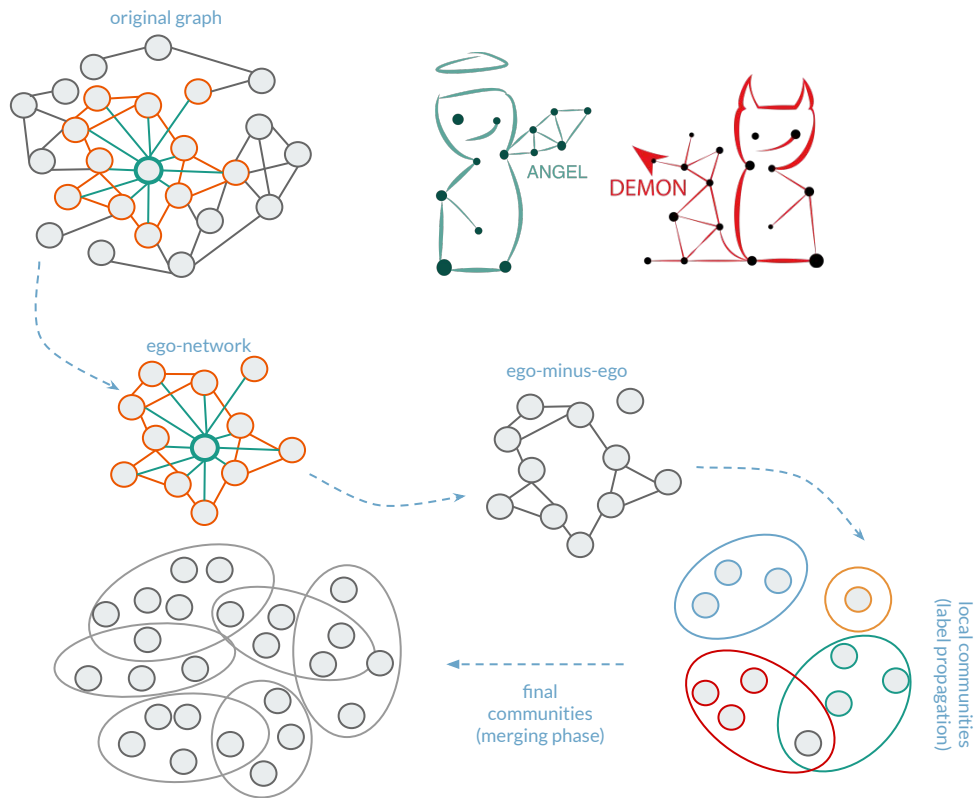 original graph
ANGEL
DEMON
ego-network
ego-minus-ego
local communities
(label propagation)
final
communities
(merging phase)